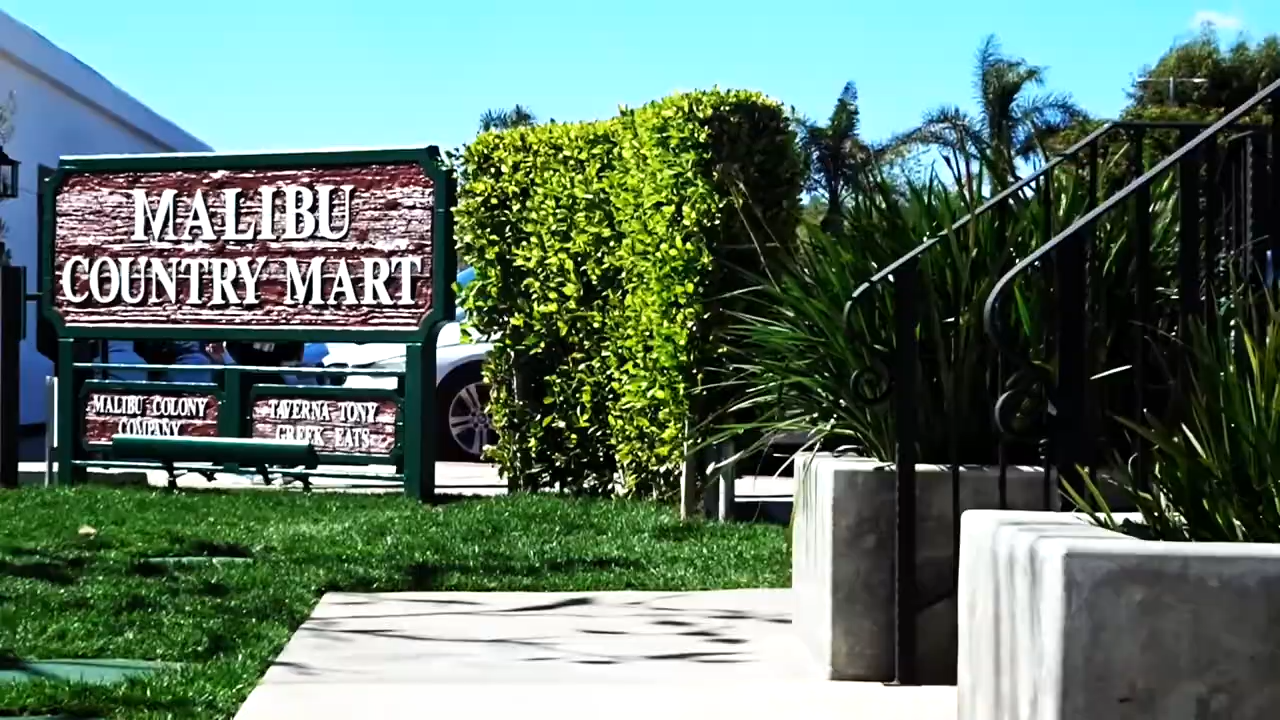 MALIBU
COUNTRY MART
MALIBU COLONY
COMPANY
TAVERNA TONY
GREEK EATS